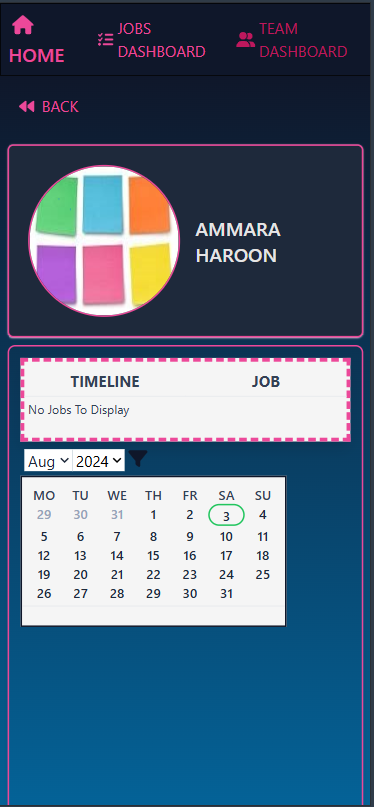 HOME
JOBS
DASHBOARD
TEAM
DASHBOARD
BACK
AMMARA
HAROON
TIMELINE JOB
No Jobs To Display
Aug 2024
MO TU WE TH FR SA SU
29 30 31 1 2 3 4
5 6 7 8 9 10 11
12 13 14 15 16 17 18
19 20 21 22 23 24 25
26 27 28 29 30 31